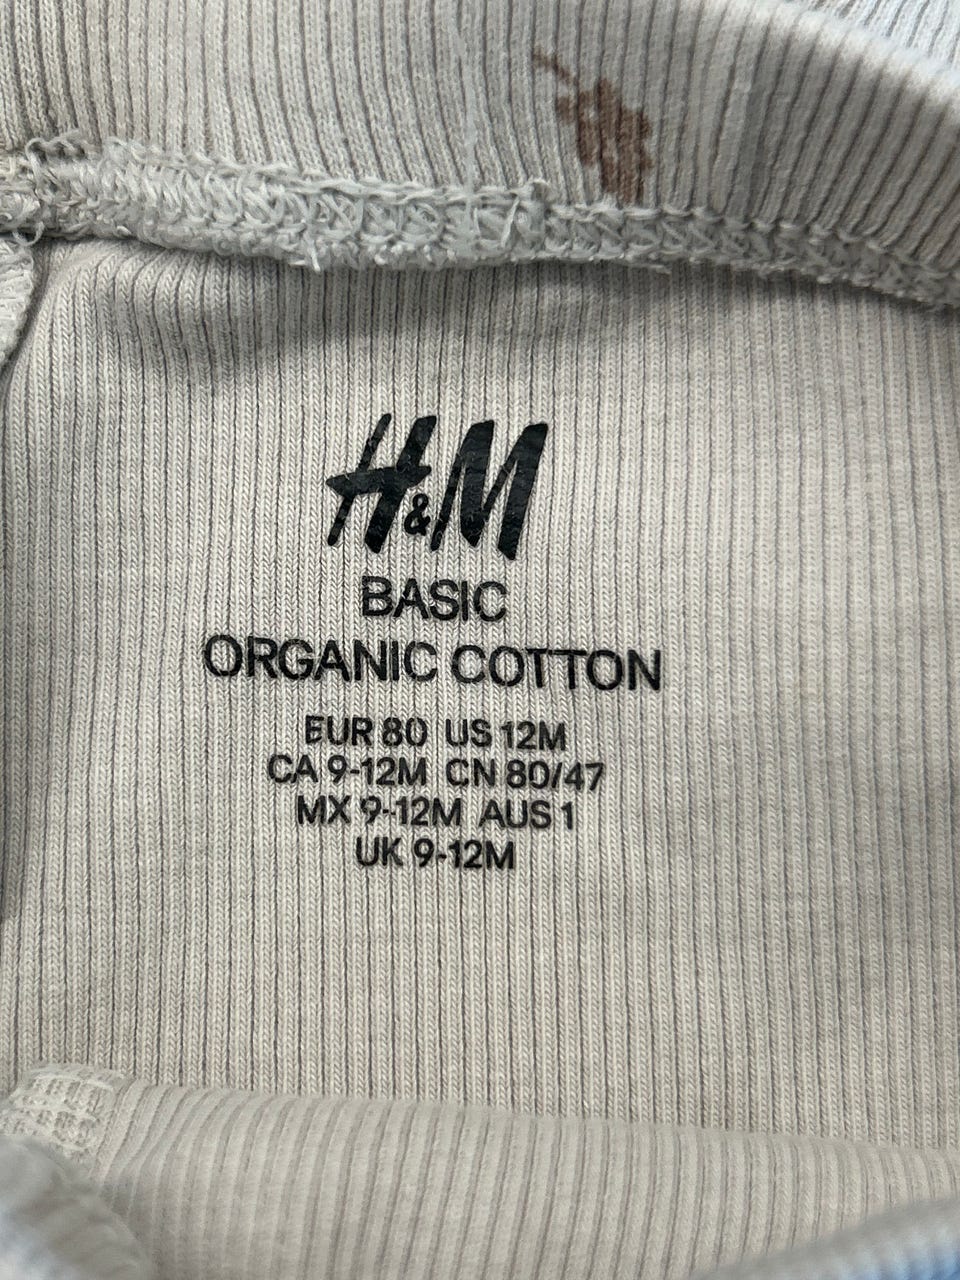 H&M
BASIC
ORGANIC COTTON
EUR 80 US 12M
CA 9-12M CN 80/47
MX 9-12M AUS 1
UK 9-12M